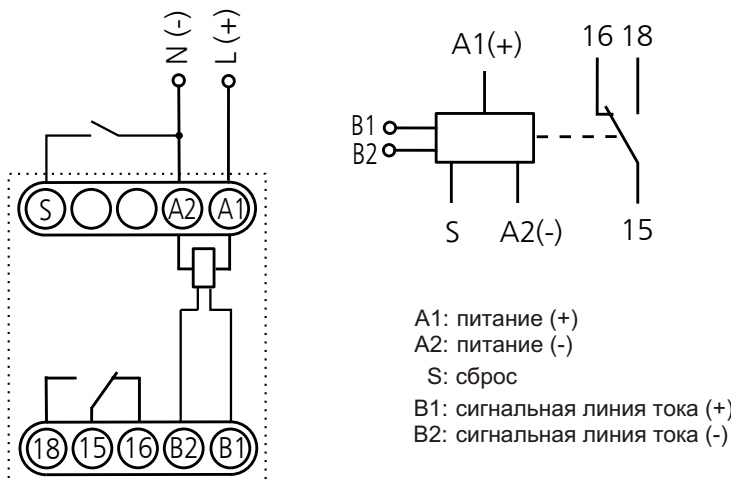 N (-) L (+)
S A2 A1
18 15 16 B2 B1
A1(+) 16 18
B1
B2
S A2(-) 15
A1: питание (+)
A2: питание (-)
S: сброс
B1: сигнальная линия тока (+)
B2: сигнальная линия тока (-)